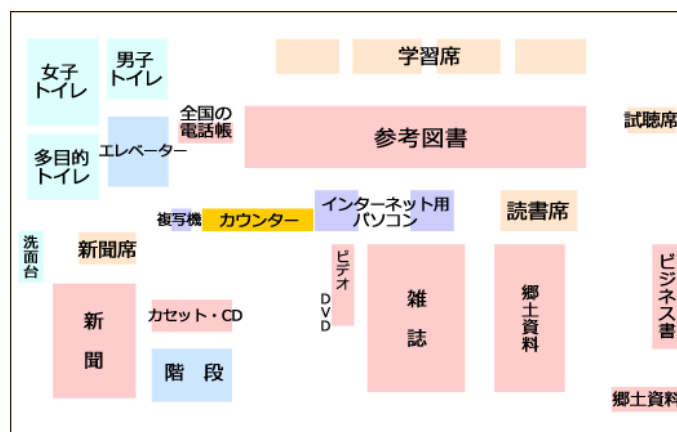 女子
トイレ
男子
トイレ
学習席
全国の
電話帳
参考図書
試聴席
多目的
トイレ
エレベーター
複写機
カウンター
インターネット用
パソコン
読書席
洗面台
新聞席
新聞
カセット・CD
階段
ビデオ
DVD
雑誌
郷土資料
ビジネス書
郷土資料